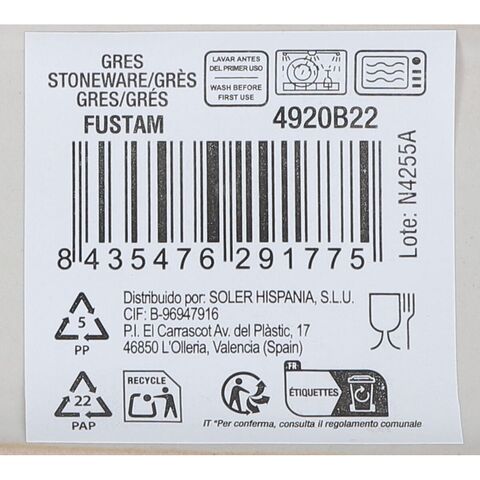 GRES
STONEWARE/GRÈS
GRES/GRÉS
FUSTAM
LAVAR ANTES
DEL PRIMER USO
WASH BEFORE
FIRST USE
4920B22
Lote: N4255A
8 435476 291775
Distribuido por: SOLER HISPANIA, S.L.U.
CIF: B-96947916
P.I. El Carrascot Av. del Plàstic, 17
46850 L'Olleria, Valencia (Spain)
5
PP
22
PAP
RECYCLE
FR
ÉTIQUETTES
IT *Per conferma, consulta il regolamento comunale